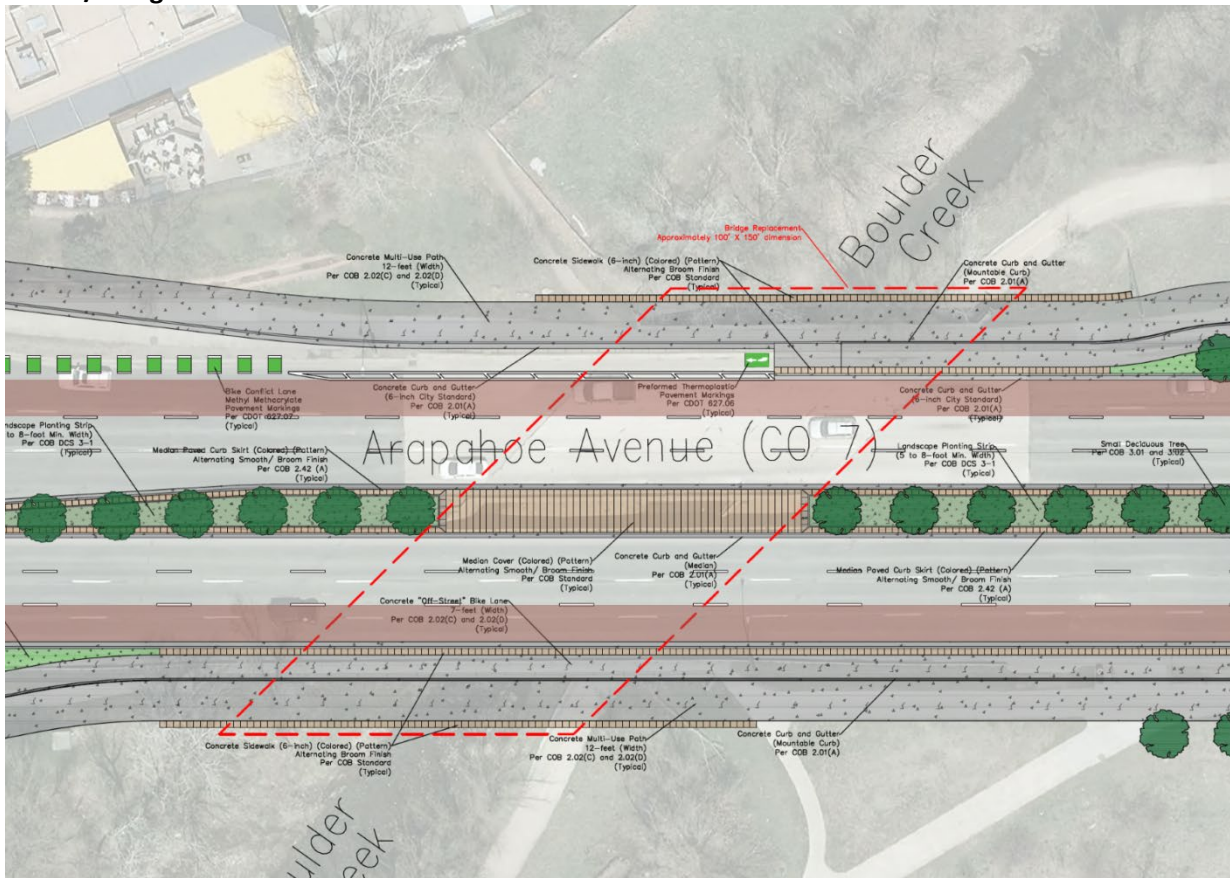 Boulder
Creek
Bridge Replacement
Approximately 100' X 150' dimension
Concrete Multi-Use Path
12-feet (Width)
Per COB 2.02(C) and 2.02(D)
(Typical)
Concrete Sidewalk (6-inch) (Colored) (Pattern)
Alternating Broom Finish
Per COB Standard
(Typical)
Concrete Curb and Gutter
(Mountable Curb)
Per COB 2.01(A)
Bike Conflict Lane
Methyl Methacrylate
Pavement Markings
Per CDOT 627.07
(Typical)
Concrete Curb and Gutter
(6-inch City Standard)
Per COB 2.01(A)
(Typical)
Preformed Thermoplastic
Pavement Markings
Per CDOT 627.06
(Typical)
Concrete Curb and Gutter
(6-inch City Standard)
Per COB 2.01(A)
(Typical)
ndscape Planting Strip
to 8-foot Min. Width)
Per COB DCS 3-1
(Typical)
Median Paved Curb Skirt (Colored) (Pattern)
Alternating Smooth/ Broom Finish
Per COB 2.42 (A)
(Typical)
Arapahoe Avenue (CO 7)
Landscape Planting Strip
(5 to 8-foot Min. Width)
Per COB DCS 3-1
(Typical)
Small Deciduous Tree
Per COB 3.01 and 3.02
(Typical)
Median Cover (Colored) (Pattern)
Alternating Smooth/ Broom Finish
Per COB Standard
(Typical)
Concrete Curb and Gutter
(Median)
Per COB 2.01(A)
(Typical)
Median Paved Curb Skirt (Colored) (Pattern)
Alternating Smooth/ Broom Finish
Per COB 2.42 (A)
(Typical)
Concrete "Off-Street" Bike Lane
7-feet (Width)
Per COB 2.02(C) and 2.02(D)
(Typical)
Concrete Sidewalk (6-inch) (Colored) (Pattern)
Alternating Broom Finish
Per COB Standard
(Typical)
Concrete Multi-Use Path
12-feet (Width)
Per COB 2.02(C) and 2.02(D)
(Typical)
Concrete Curb and Gutter
(Mountable Curb)
Per COB 2.01(A)
ulder
eek